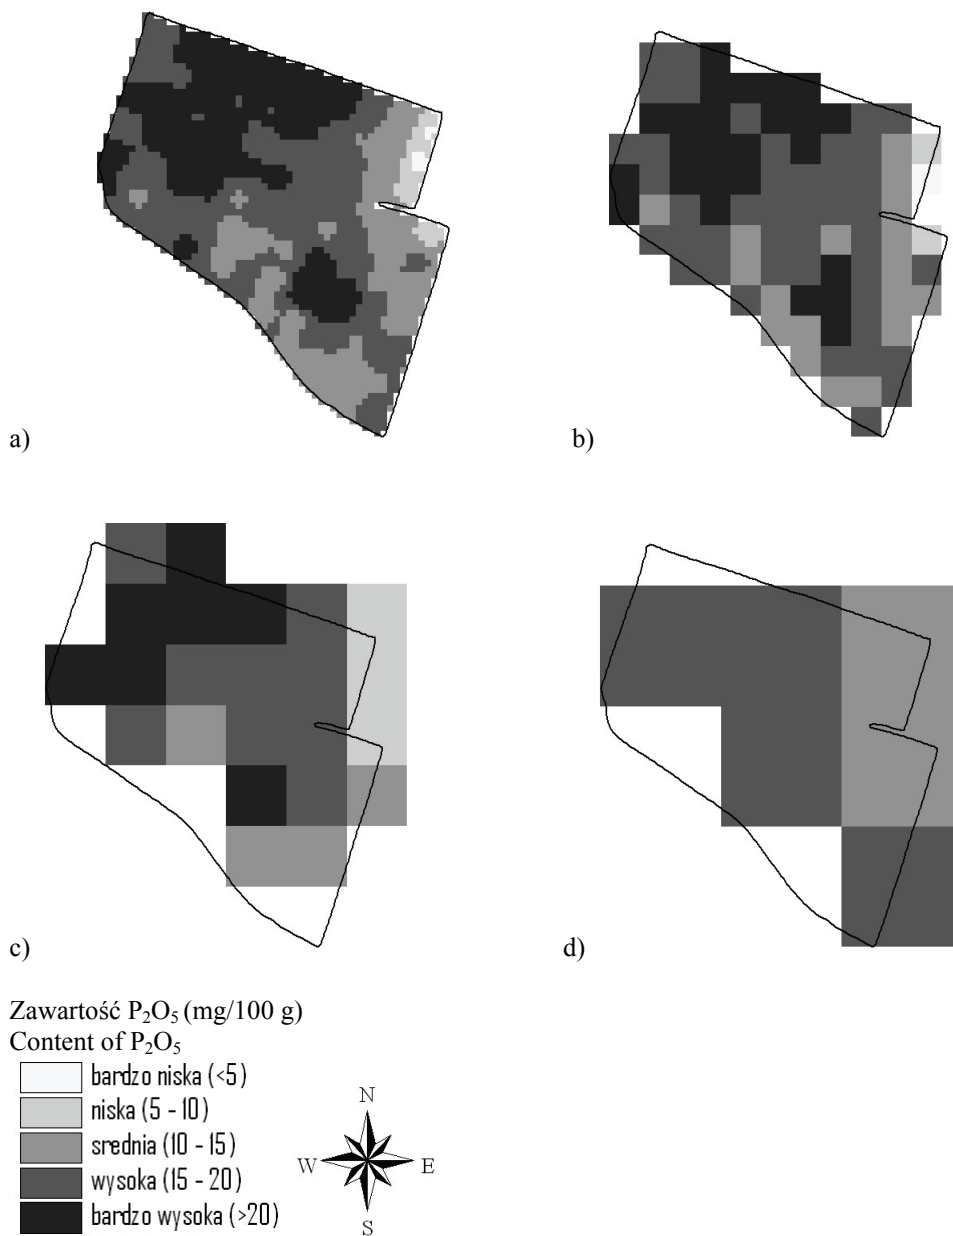 a)
b)
c)
d)
Zawartość P₂O₅ (mg/100 g)
Content of P₂O₅
bardzo niska (<5)
niska (5 - 10)
srednia (10 - 15)
wysoka (15 - 20)
bardzo wysoka (>20)
N
W E
S